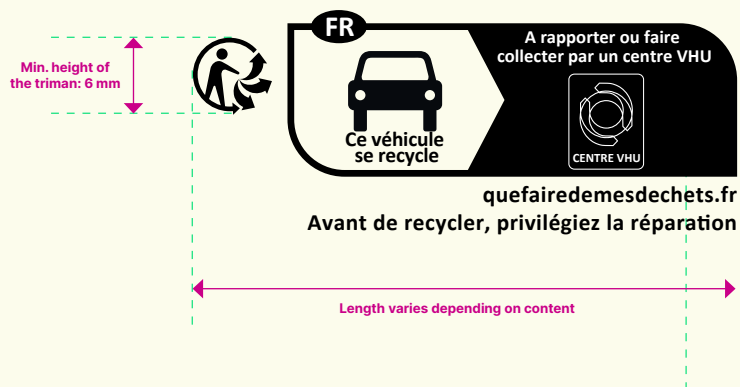 Min. height of
the triman: 6 mm
FR
Ce véhicule
se recycle
A rapporter ou faire
collecter par un centre VHU
CENTRE VHU
quefairedemesdechets.fr
Avant de recycler, privilégiez la réparation
Length varies depending on content